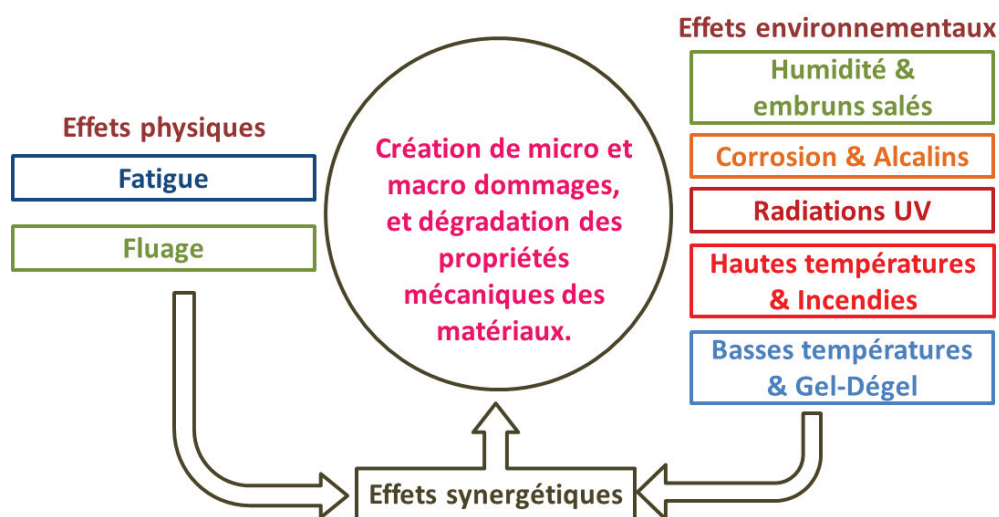 Effets physiques
Fatigue
Fluage
Création de micro et
macro dommages,
et dégradation des
propriétés
mécaniques des
matériaux.
Effets environnementaux
Humidité &
embruns salés
Corrosion & Alcalins
Radiations UV
Hautes températures
& Incendies
Basses températures
& Gel-Dégel
Effets synergétiques